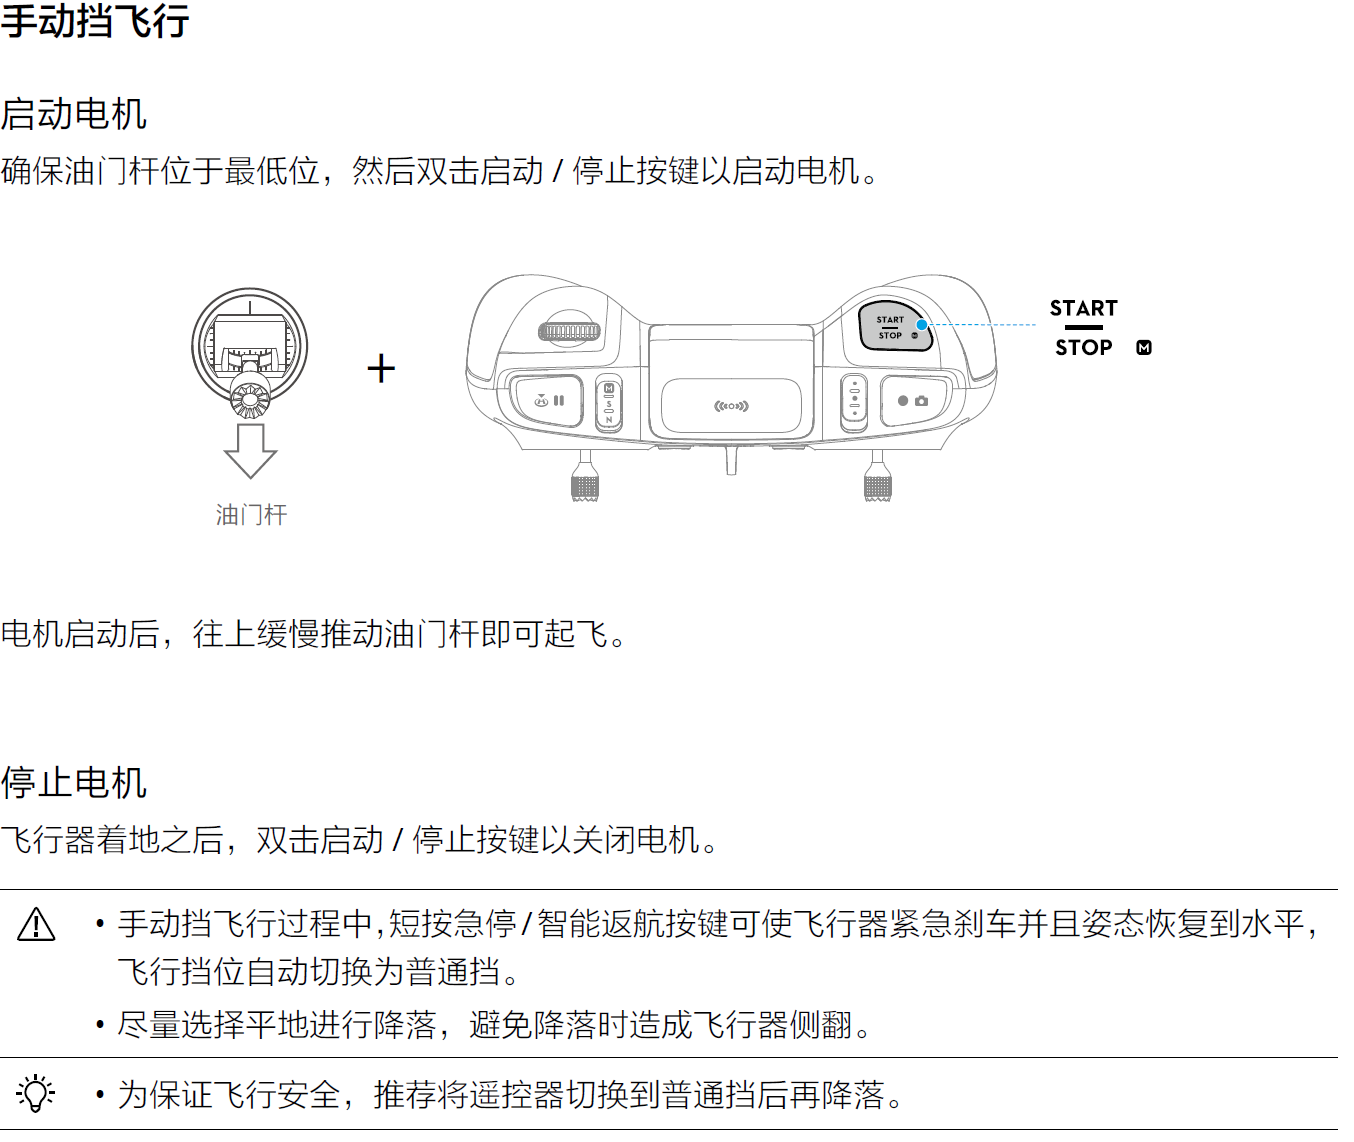 手动挡飞行
启动电机
确保油门杆位于最低位，然后双击启动 / 停止按键以启动电机。
START
STOP M
START
STOP M
M
S
N
油门杆
电机启动后，往上缓慢推动油门杆即可起飞。
停止电机
飞行器着地之后，双击启动 / 停止按键以关闭电机。
• 手动挡飞行过程中，短按急停/智能返航按键可使飞行器紧急刹车并且姿态恢复到水平，
飞行挡位自动切换为普通挡。
• 尽量选择平地进行降落，避免降落时造成飞行器侧翻。
• 为保证飞行安全，推荐将遥控器切换到普通挡后再降落。